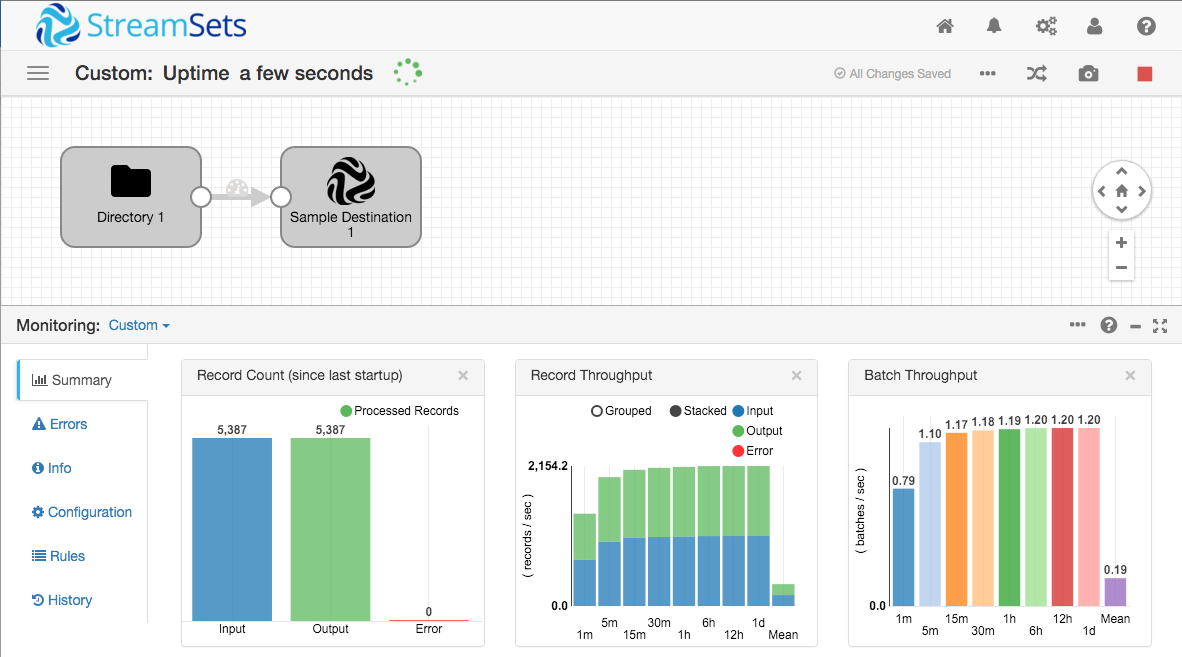 StreamSets
Custom: Uptime a few seconds
All Changes Saved
Directory 1
Sample Destination
1
Monitoring: Custom
Summary
Errors
Info
Configuration
Rules
History
Record Count (since last startup)
Processed Records
5,387
5,387
0
Input
Output
Error
Record Throughput
Grouped
Stacked
Input
Output
Error
2,154.2
( records / sec )
0.0
1m
5m
15m
30m
1h
6h
12h
1d
Mean
Batch Throughput
0.79
1.10
1.17
1.18
1.19
1.20
1.20
1.20
0.19
( batches / sec )
0.0
1m
5m
15m
30m
1h
6h
12h
1d
Mean